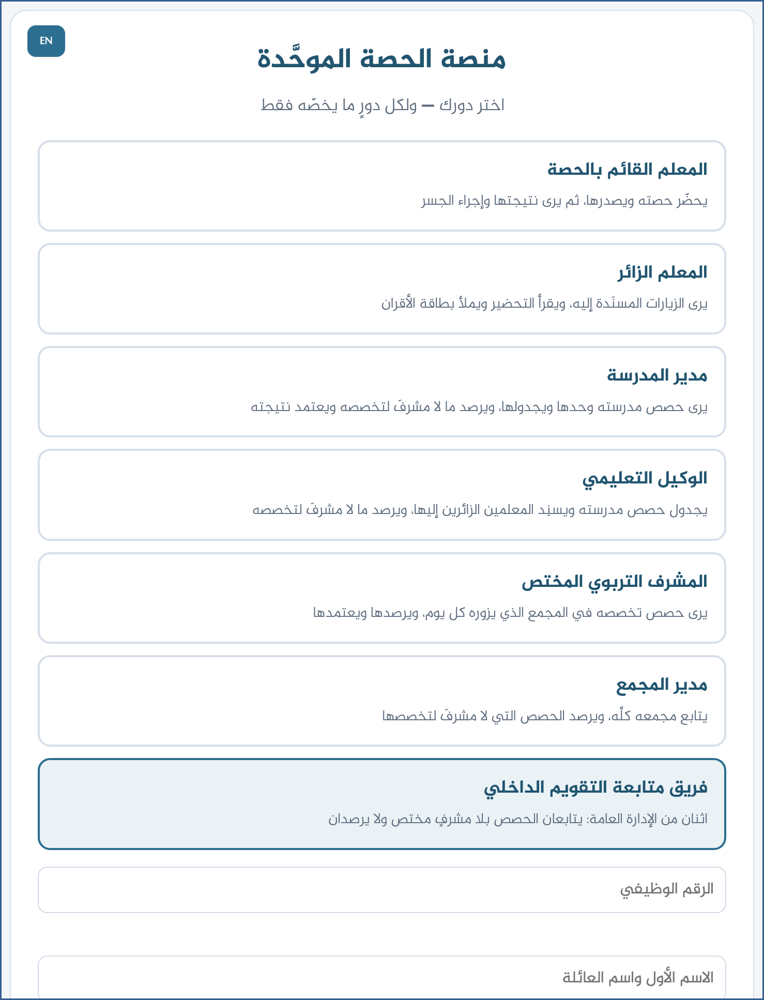 EN
منصة الحصة الموحَّدة
اختر دورك — ولكل دورٍ ما يخصّه فقط
المعلم القائم بالحصة
يحضّر حصته ويصدرها، ثم يرى نتيجتها وإجراء الجسر
المعلم الزائر
يرى الزيارات المسنَدة إليه، ويقرأ التحضير ويملأ بطاقة الأقران
مدير المدرسة
يرى حصص مدرسته وحدها ويجدولها، ويرصد ما لا مشرفَ لتخصصه ويعتمد نتيجته
الوكيل التعليمي
يجدول حصص مدرسته ويسنِد المعلمين الزائرين إليها، ويرصد ما لا مشرفَ لتخصصه
المشرف التربوي المختص
يرى حصص تخصصه في المجمع الذي يزوره كل يوم، ويرصدها ويعتمدها
مدير المجمع
يتابع مجمعه كلَّه، ويرصد الحصص التي لا مشرفَ لتخصصها
فريق متابعة التقويم الداخلي
اثنان من الإدارة العامة: يتابعان الحصص بلا مشرفٍ مختص ولا يرصدان
الرقم الوظيفي
الاسم الأول واسم العائلة